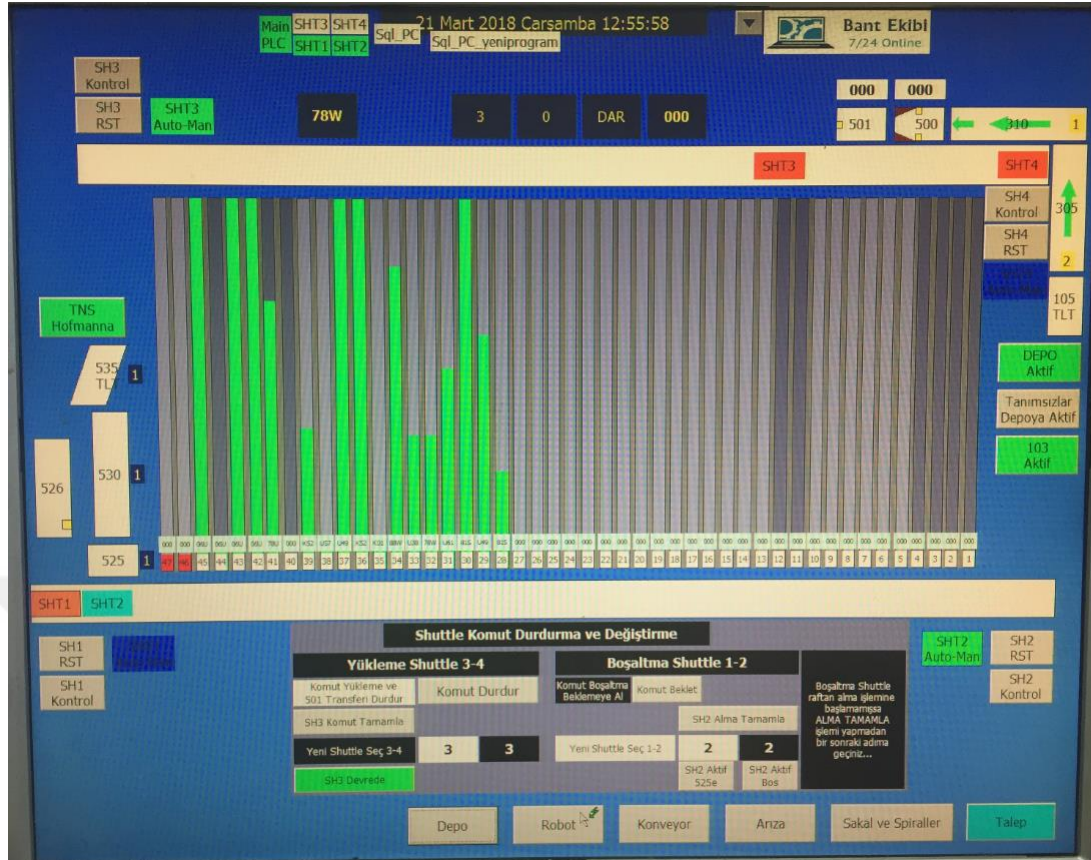 Main PLC
SHT3 SHT4
SHT1 SHT2
Sql_PC
21 Mart 2018 Çarşamba 12:55:58
Sql_PC_yeniprogram
Bant Ekibi
7/24 Online
SH3
Kontrol
SH3
RST
SHT3
Auto-Man
78W
3
0
DAR
000
000
000
501
500
310
1
SHT3
SHT4
SH4
Kontrol
305
SH4
RST
2
105
TLT
TNS
Hofmanna
535
TLT
1
DEPO
Aktif
Tanımsızlar
Depoya Aktif
103
Aktif
526
530
1
525
1
47 46 45 44 43 42 41 40 39 38 37 36 35 34 33 32 31 30 29 28 27 26 25 24 23 22 21 20 19 18 17 16 15 14 13 12 11 10 9 8 7 6 5 4 3 2 1
SHT1 SHT2
SH1
RST
SH1
Kontrol
Shuttle Komut Durdurma ve Değiştirme
Yükleme Shuttle 3-4
Komut Yükleme ve
501 Transferi Durdur
Komut Durdur
SH3 Komut Tamamla
Yeni Shuttle Seç 3-4
3
3
SH3 Devrede
Boşaltma Shuttle 1-2
Komut Boşaltma
Beklemeye Al
Komut Beklet
SH2 Alma Tamamla
Yeni Shuttle Seç 1-2
2
2
SH2 Aktif
525e
SH2 Aktif
Bos
Boşaltma Shuttle
raftan alma işlemine
başlamamışsa
ALMA TAMAMLA
işlemi yapmadan
bir sonraki adıma
geçiniz...
SHT2
Auto-Man
SH2
RST
SH2
Kontrol
Depo
Robot
Konveyor
Arıza
Sakal ve Spiraller
Talep